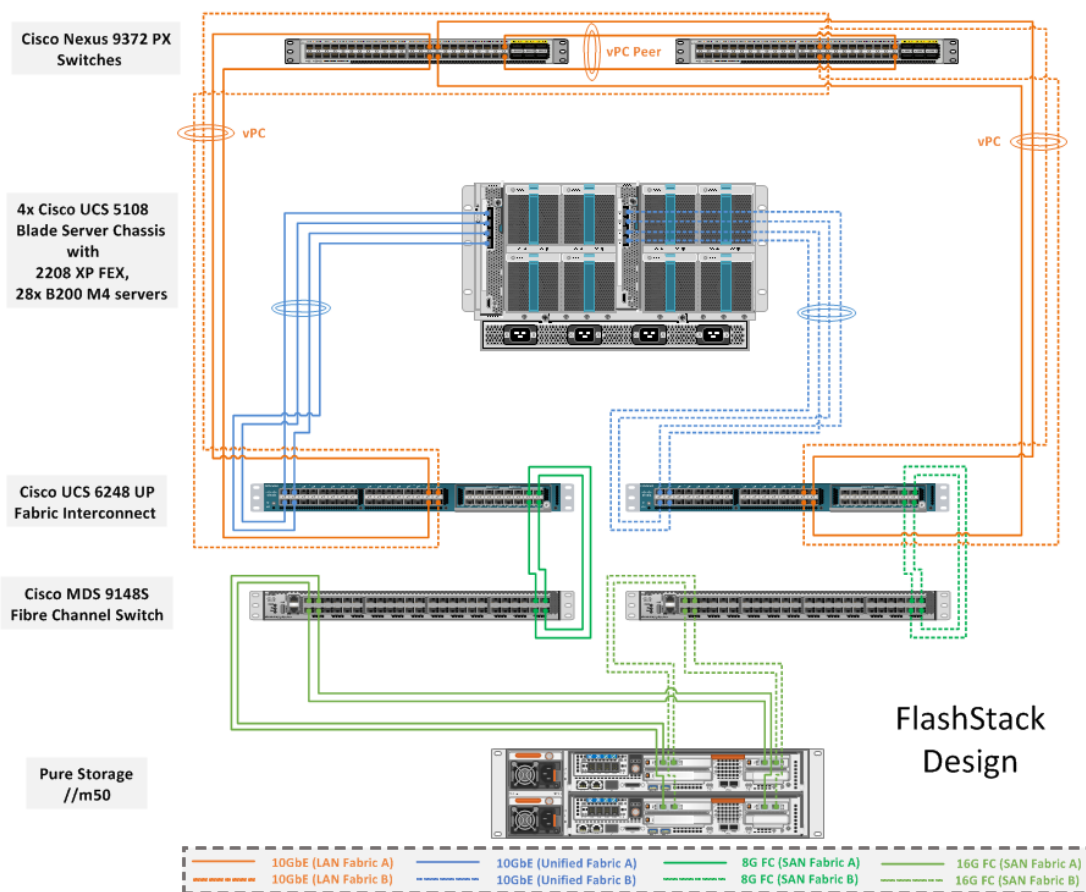 Cisco Nexus 9372 PX
Switches
vPC Peer
vPC
vPC
4x Cisco UCS 5108
Blade Server Chassis
with
2208 XP FEX,
28x B200 M4 servers
Cisco UCS 6248 UP
Fabric Interconnect
Cisco MDS 9148S
Fibre Channel Switch
FlashStack
Design
Pure Storage
//m50
10GbE (LAN Fabric A)
10GbE (Unified Fabric A)
8G FC (SAN Fabric A)
16G FC (SAN Fabric A)
10GbE (LAN Fabric B)
10GbE (Unified Fabric B)
8G FC (SAN Fabric B)
16G FC (SAN Fabric B)